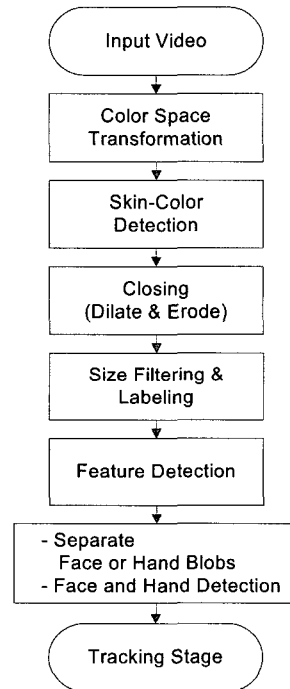 Input Video
Color Space
Transformation
Skin-Color
Detection
Closing
(Dilate & Erode)
Size Filtering &
Labeling
Feature Detection
- Separate
Face or Hand Blobs
- Face and Hand Detection
Tracking Stage